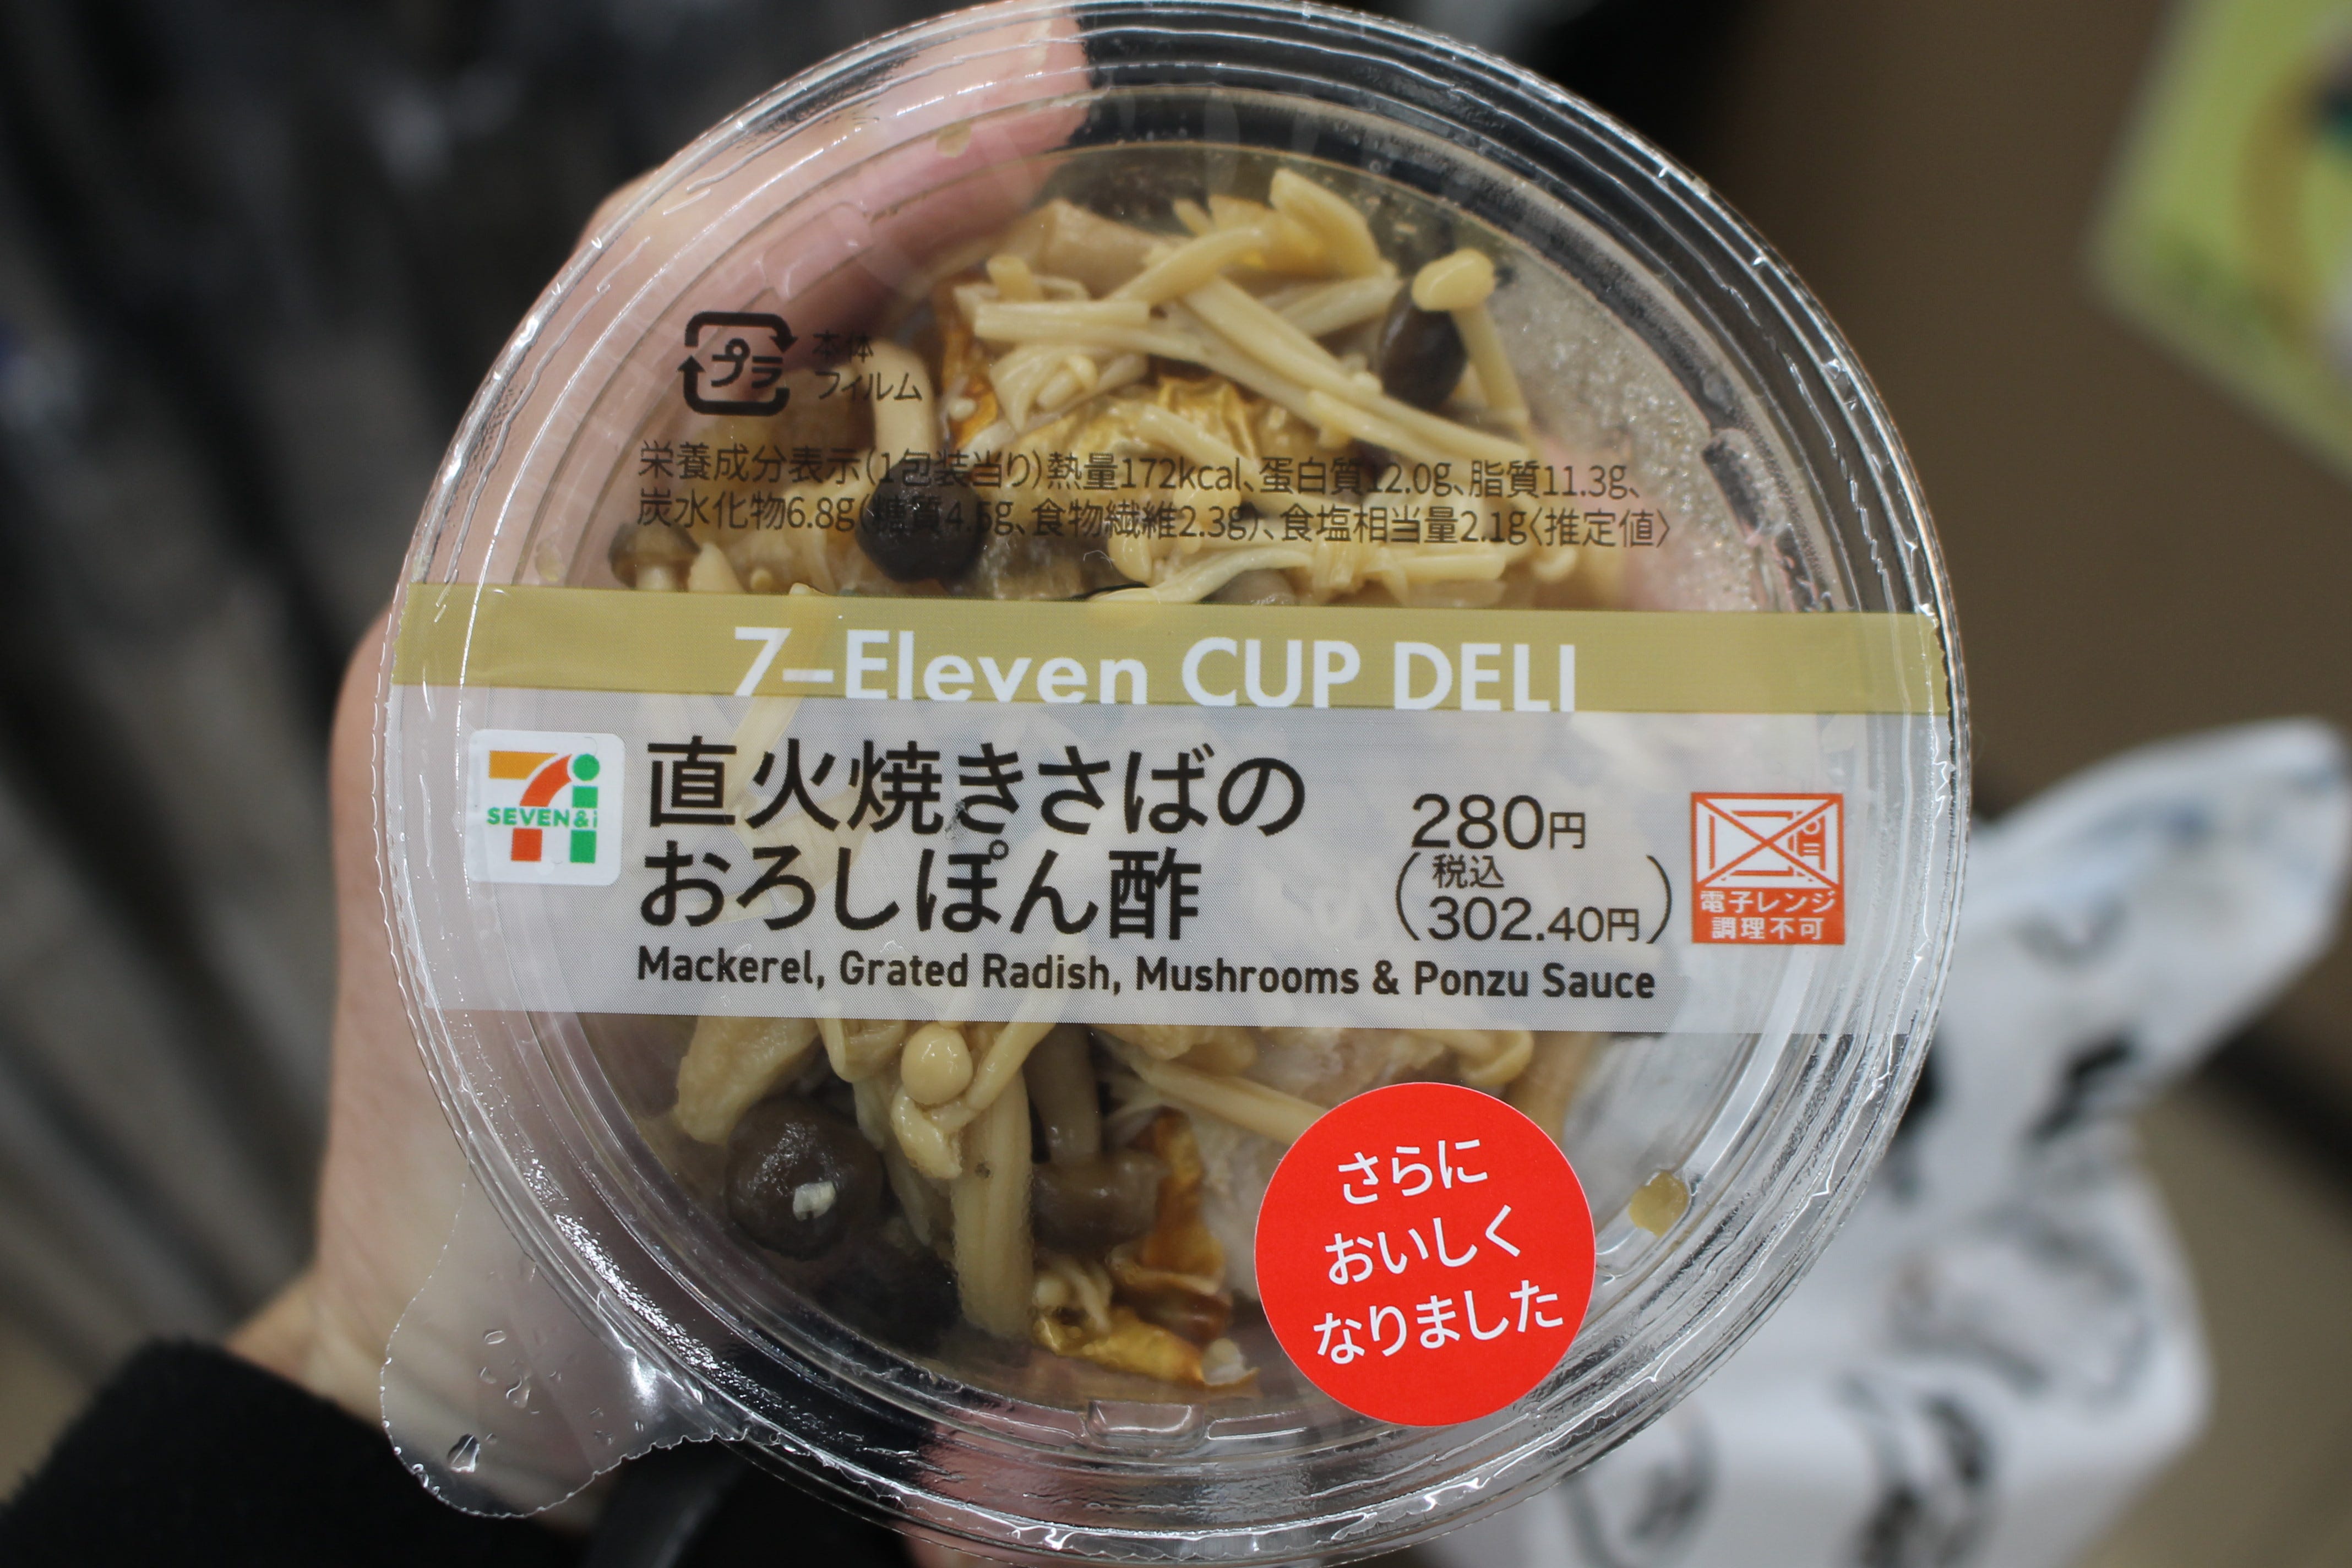 プラ
本体
フィルム
栄養成分表示(1包装当り)熱量172kcal、蛋白質12.0g、脂質11.3g、
炭水化物6.8g(糖質4.5g、食物繊維2.3g)、食塩相当量2.1g〈推定値〉
7-Eleven CUP DELI
SEVEN&i
直火焼きさばの
おろしぽん酢
280円
(税込
302.40円)
電子レンジ
調理不可
Mackerel, Grated Radish, Mushrooms & Ponzu Sauce
さらに
おいしく
なりました